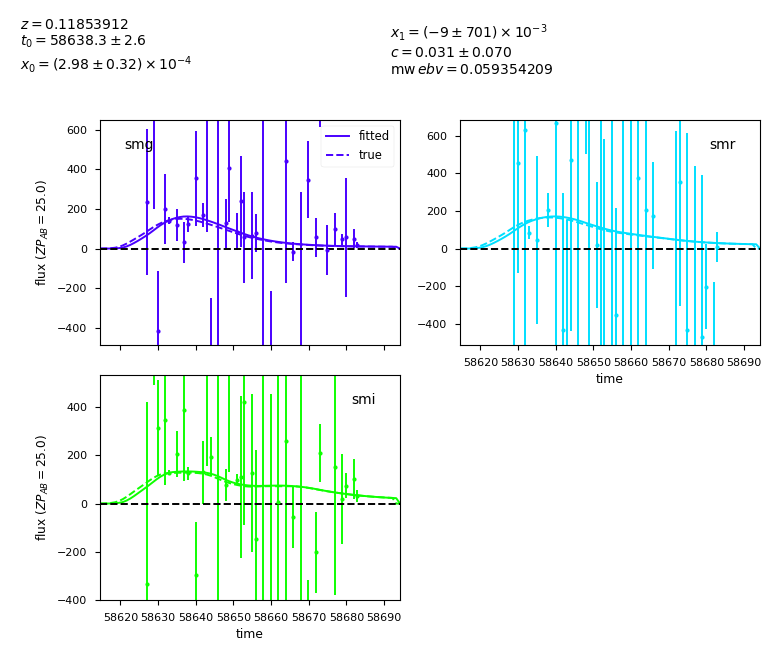 z = 0.11853912
t₀ = 58638.3 ± 2.6
x₀ = (2.98 ± 0.32) × 10⁻⁴
x₁ = (−9 ± 701) × 10⁻³
c = 0.031 ± 0.070
mw ebv = 0.059354209
600
400
200
0
−200
−400
flux (ZP_AB = 25.0)
smg
fitted
true
600
400
200
0
−200
−400
smr
58620 58630 58640 58650 58660 58670 58680 58690
time
400
200
0
−200
−400
flux (ZP_AB = 25.0)
smi
58620 58630 58640 58650 58660 58670 58680 58690
time